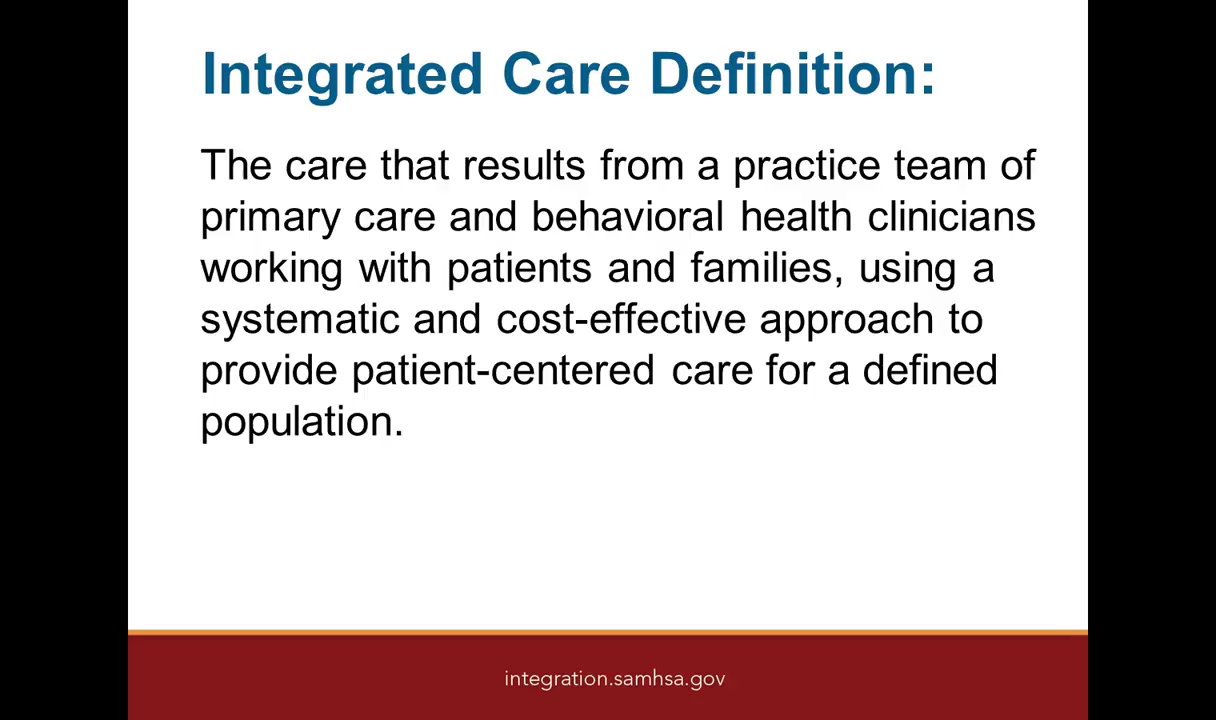 Integrated Care Definition:
The care that results from a practice team of
primary care and behavioral health clinicians
working with patients and families, using a
systematic and cost-effective approach to
provide patient-centered care for a defined
population.
integration.samhsa.gov